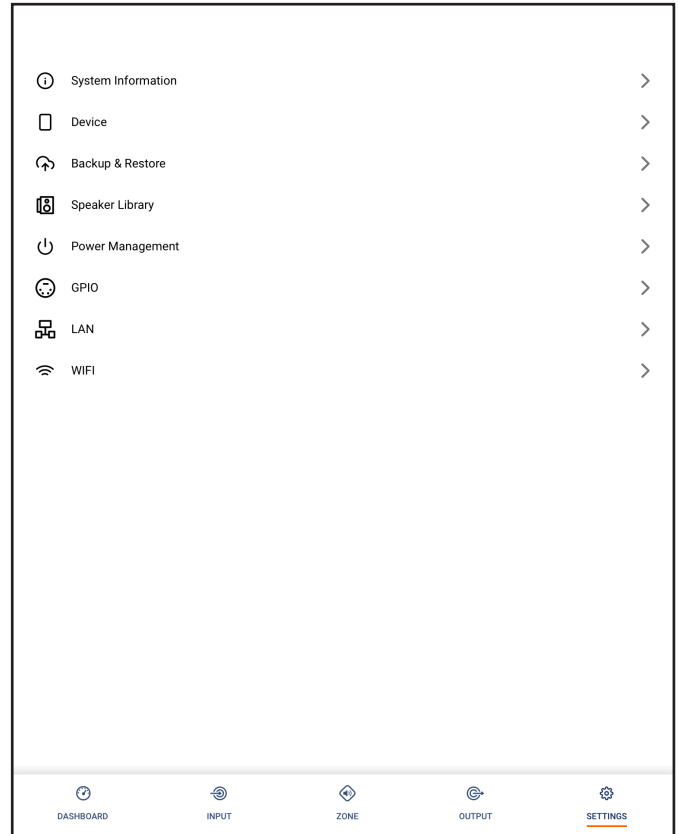 System Information
Device
Backup & Restore
Speaker Library
Power Management
GPIO
LAN
WIFI
DASHBOARD INPUT ZONE OUTPUT SETTINGS